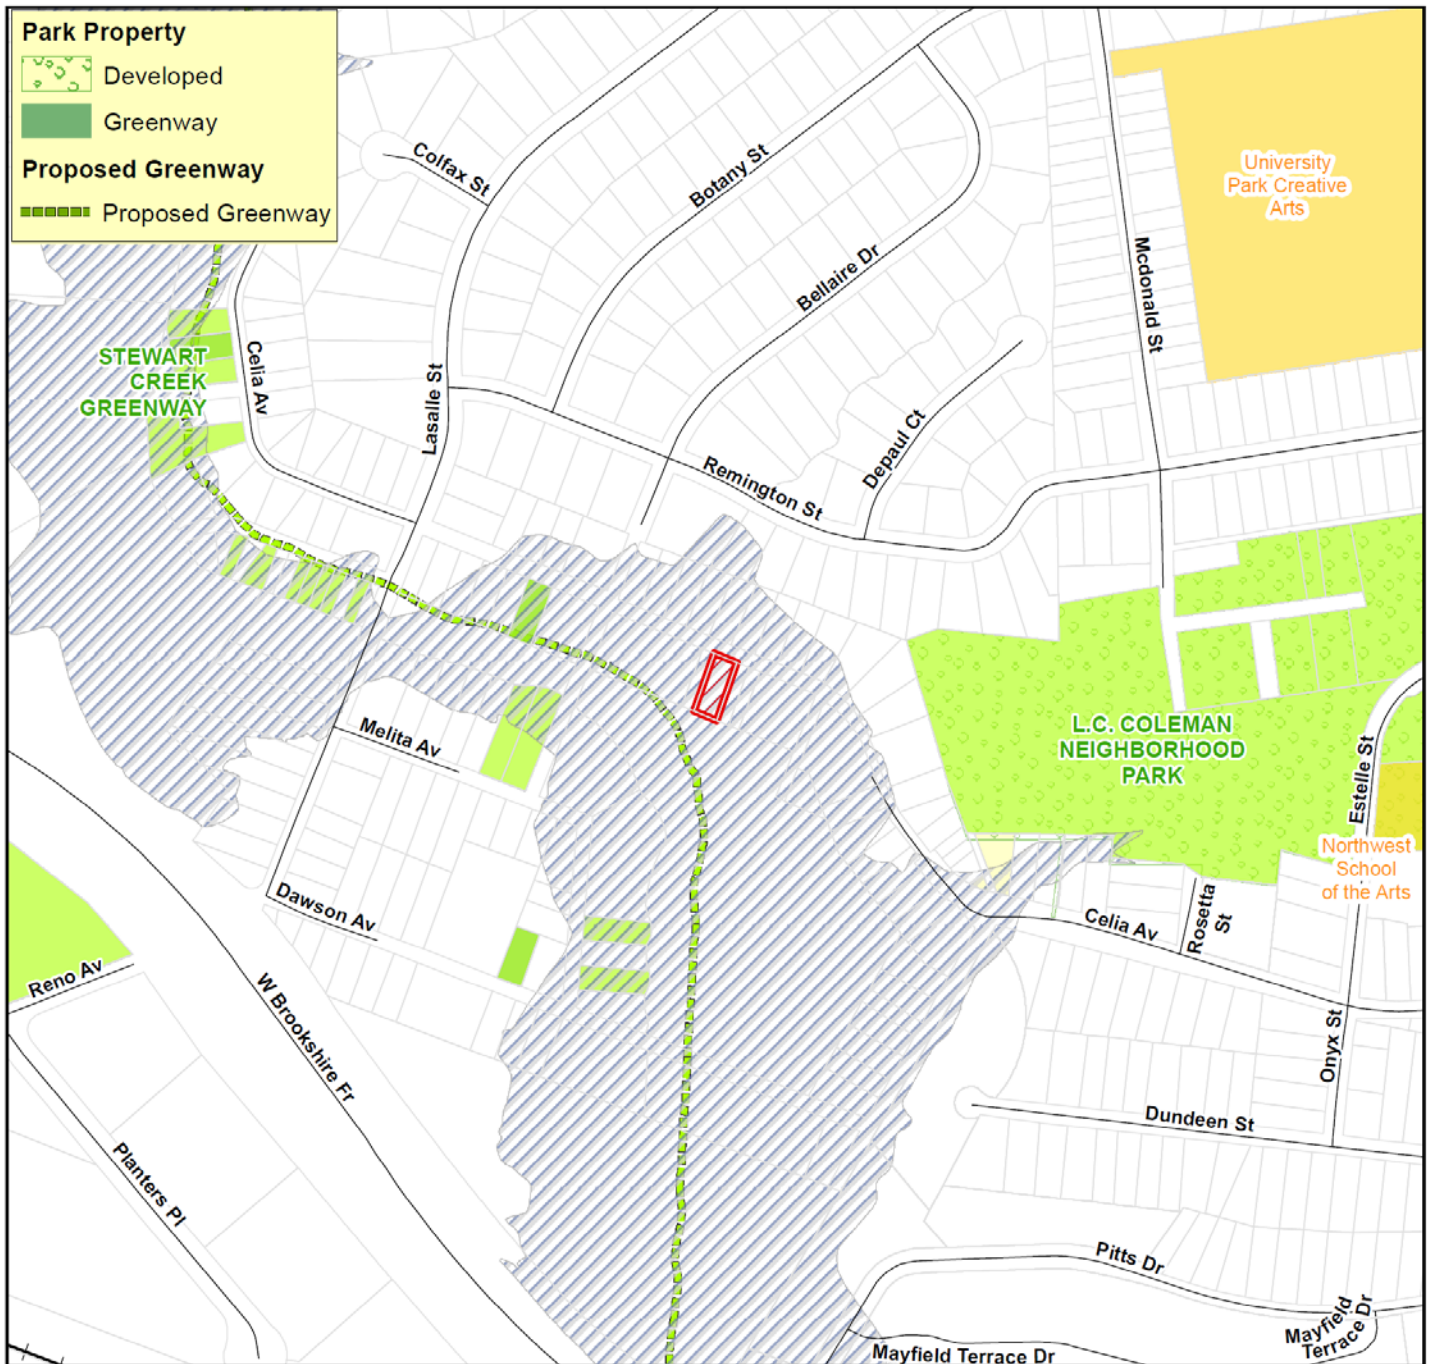 Park Property
Developed
Greenway
Proposed Greenway
Proposed Greenway
Colfax St
Botany St
Bellaire Dr
University
Park Creative
Arts
Mcdonald St
STEWART
CREEK
GREENWAY
Celia Av
Lasalle St
Remington St
Depaul Ct
L.C. COLEMAN
NEIGHBORHOOD
PARK
Melita Av
Estelle St
Northwest
School
of the Arts
Dawson Av
Celia Av
Rosetta
St
Reno Av
W Brookshire Fr
Onyx St
Dundeen St
Planters Pl
Pitts Dr
Mayfield
Terrace Dr
Mayfield Terrace Dr